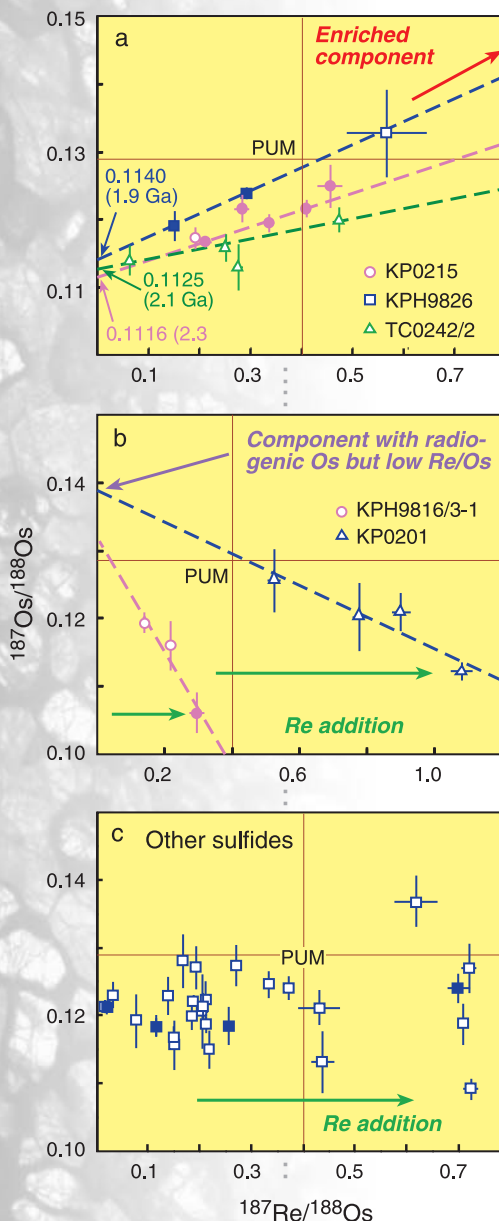 0.15
a
Enriched
component
PUM
0.13
0.1140
(1.9 Ga)
0.11
0.1125
(2.1 Ga)
0.1116 (2.3
KP0215
KPH9826
TC0242/2
0.1
0.3
0.5
0.7
b
Component with radio-
genic Os but low Re/Os
0.14
KPH9816/3-1
KP0201
PUM
0.12
Re addition
0.10
0.2
0.6
1.0
187Os/188Os
c
Other sulfides
0.14
PUM
0.12
Re addition
0.10
0.1
0.3
0.5
0.7
187Re/188Os